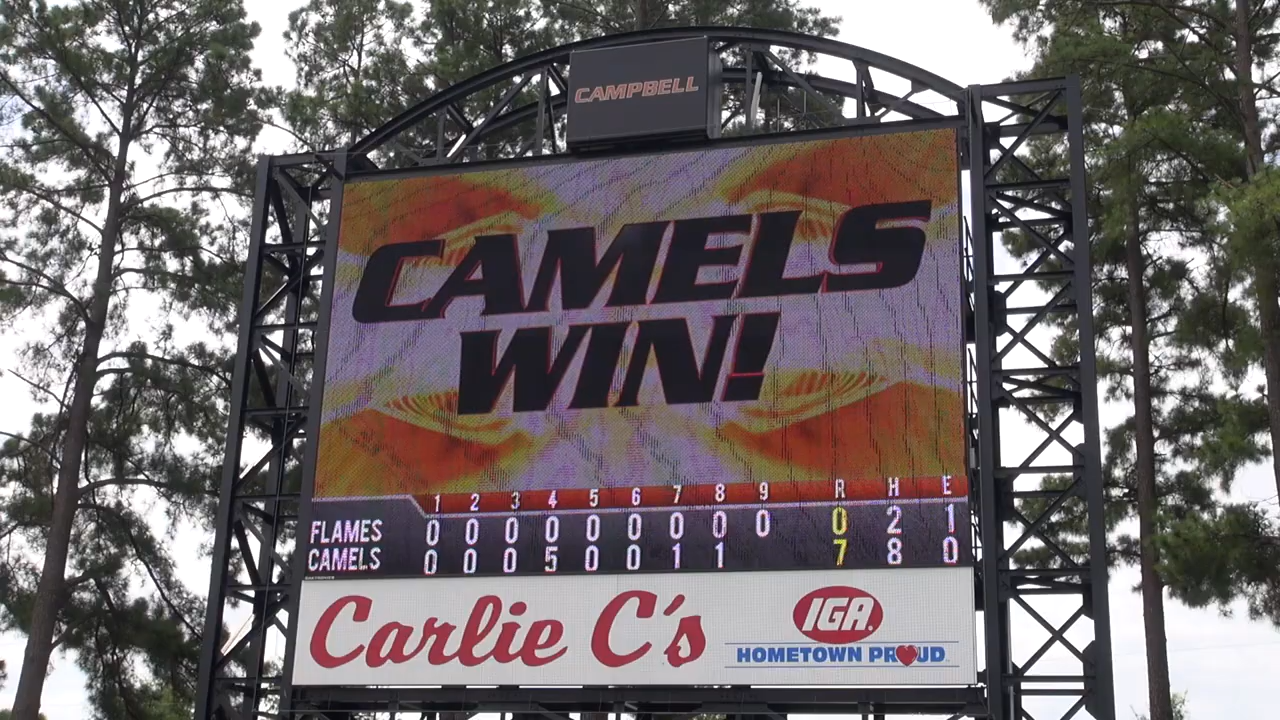 CAMPBELL
CAMELS
WIN!
1 2 3 4 5 6 7 8 9 R H E
FLAMES 0 0 0 0 0 0 0 0 0 0 2 1
CAMELS 0 0 0 5 0 0 1 1 7 8 0
Carlie C's
IGA.
HOMETOWN PROUD